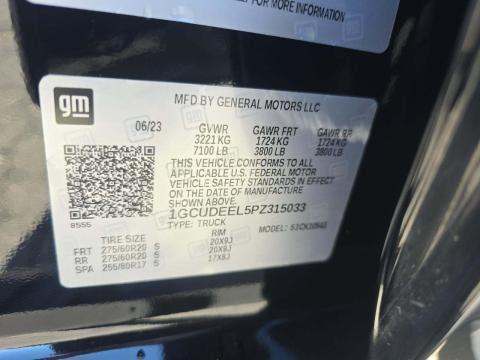 FOR MORE INFORMATION
gm
MFD BY GENERAL MOTORS LLC
06/23 GVWR GAWR FRT GAWR RR
3221 KG 1724 KG 1724 KG
7100 LB 3800 LB 3800 LB
THIS VEHICLE CONFORMS TO ALL
APPLICABLE U.S. FEDERAL MOTOR
VEHICLE SAFETY
STANDARDS IN EFFECT ON THE DATE OF
MANUFACTURE SHOWN ABOVE.
1GCUDEEL5PZ315033
TYPE: TRUCK MODEL:
8555
TIRE SIZE RIM
FRT 275/60R20 S 20X9J
RR 275/60R20 S 20X9J
SPA 255/80R17 S 17X8J